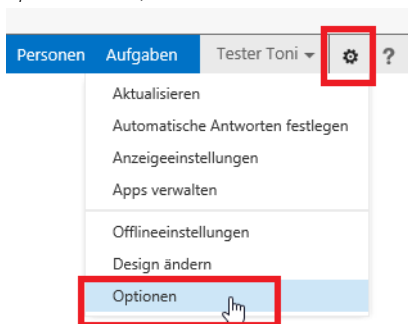 Personen Aufgaben Tester Toni ?
Aktualisieren
Automatische Antworten festlegen
Anzeigeeinstellungen
Apps verwalten
Offlineeinstellungen
Design ändern
Optionen